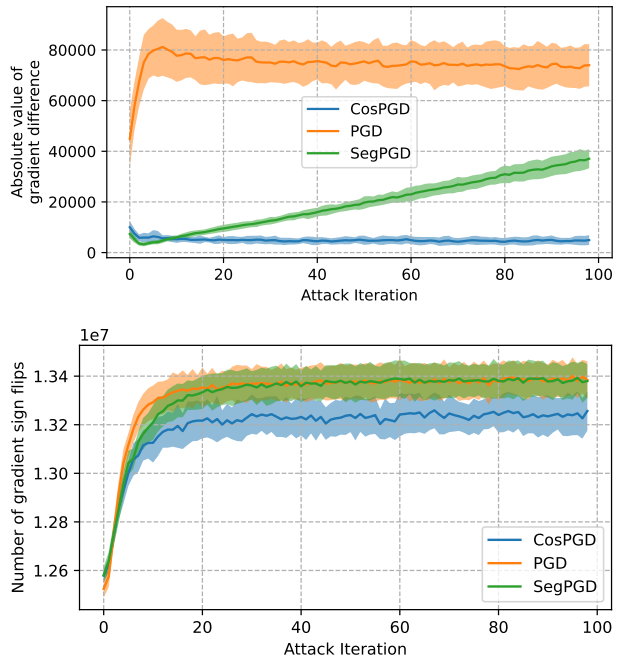 80000
60000
40000
20000
0
Absolute value of
gradient difference
CosPGD
PGD
SegPGD
0 20 40 60 80 100
Attack Iteration
1e7
1.34
1.32
1.30
1.28
1.26
Number of gradient sign flips
CosPGD
PGD
SegPGD
0 20 40 60 80 100
Attack Iteration